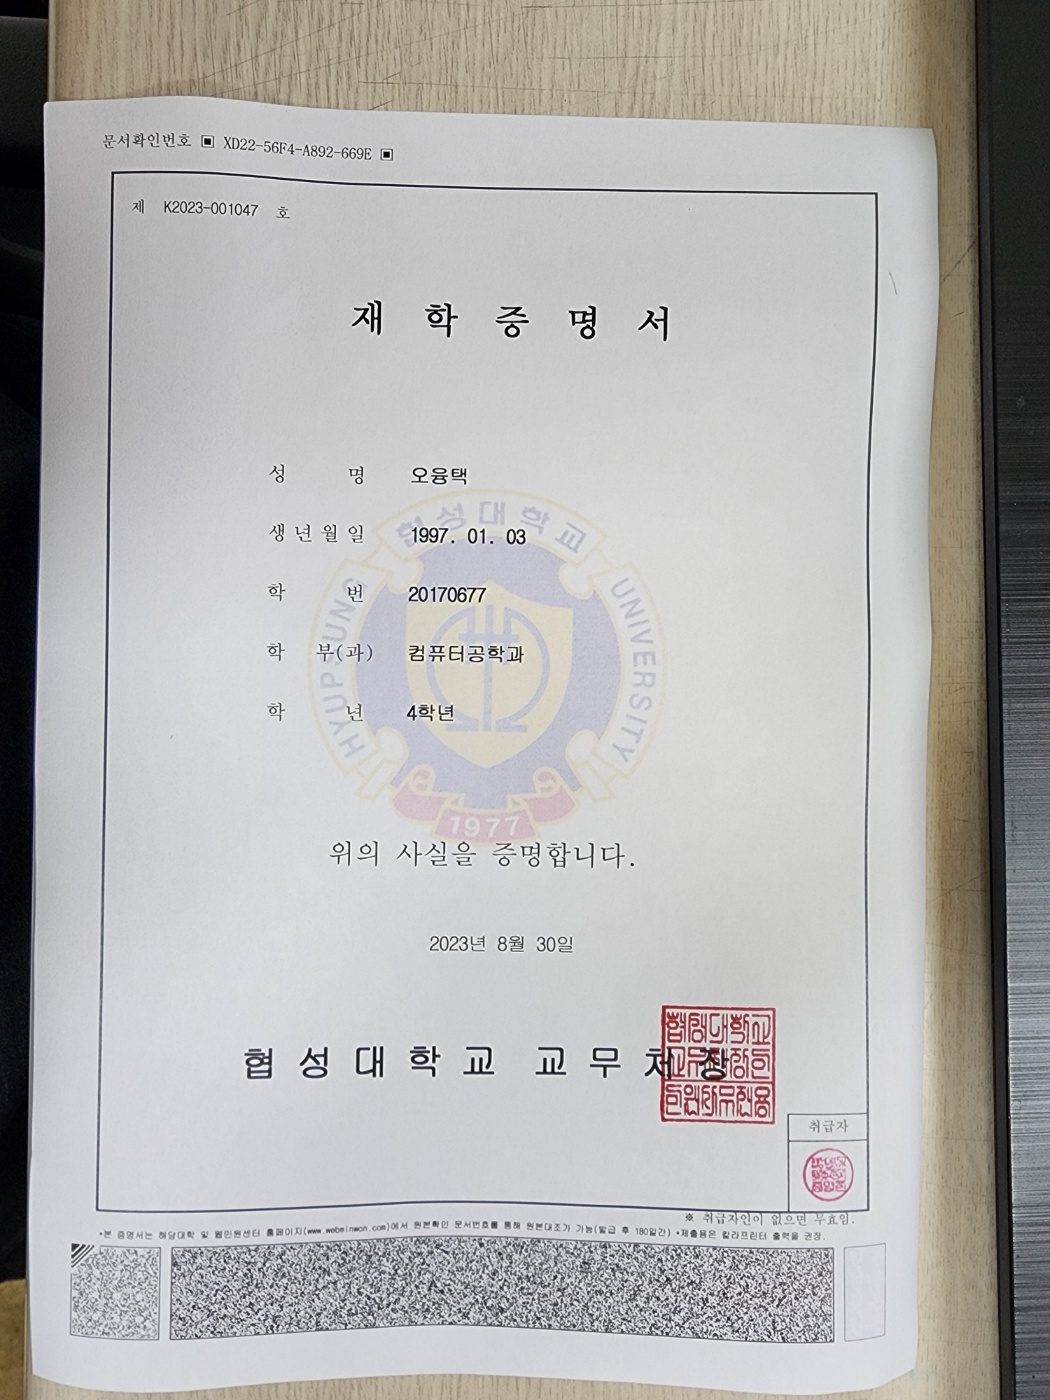 문서확인번호 ▣ XD22-56F4-A892-669E ▣
제 K2023-001047 호
재 학 증 명 서
성 명 오융택
생 년 월 일 1997. 01. 03
학 번 20170677
학 부(과) 컴퓨터공학과
학 년 4학년
협성대학교
HYUPSUNG UNIVERSITY
1977
위의 사실을 증명합니다.
2023년 8월 30일
협 성 대 학 교 교 무 처 장
취급자
※ 취급자인이 없으면 무효임.
*본 증명서는 해당대학 및 웹민원센터 홈페이지(www.webminwon.com)에서 원본확인 문서번호를 통해 원본대조가 가능(발급 후 180일간) *제출용은 칼라프린터 출력을 권장.